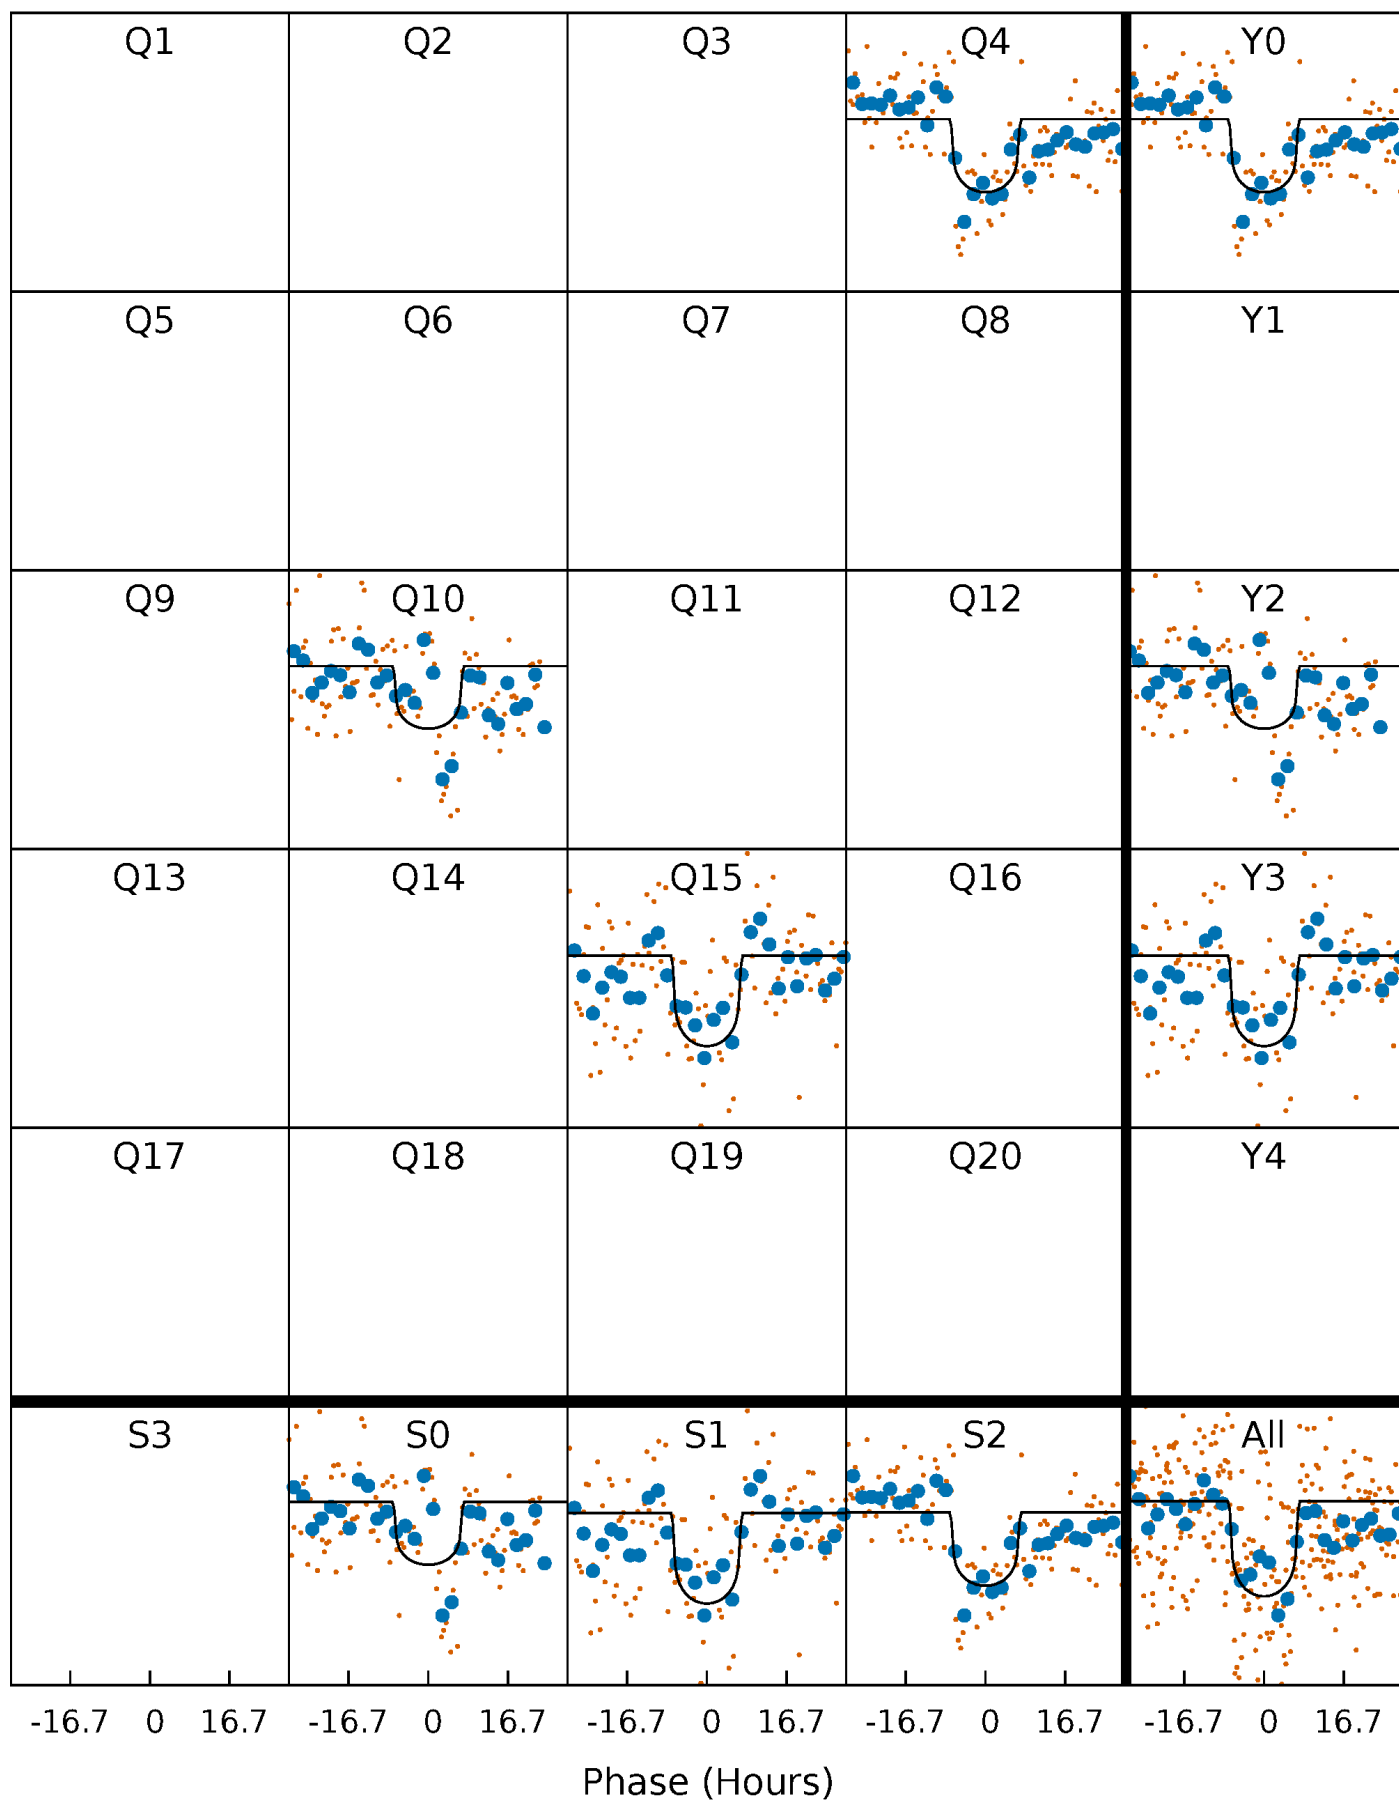 Q1 Q2 Q3 Q4 Y0
Q5 Q6 Q7 Q8 Y1
Q9 Q10 Q11 Q12 Y2
Q13 Q14 Q15 Q16 Y3
Q17 Q18 Q19 Q20 Y4
S3 S0 S1 S2 All
-16.7 0 16.7 -16.7 0 16.7 -16.7 0 16.7 -16.7 0 16.7 -16.7 0 16.7
Phase (Hours)